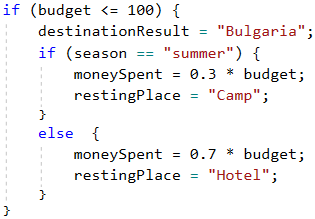 if (budget <= 100) {
    destinationResult = "Bulgaria";
    if (season == "summer") {
        moneySpent = 0.3 * budget;
        restingPlace = "Camp";
    }
    else  {
        moneySpent = 0.7 * budget;
        restingPlace = "Hotel";
    }
}